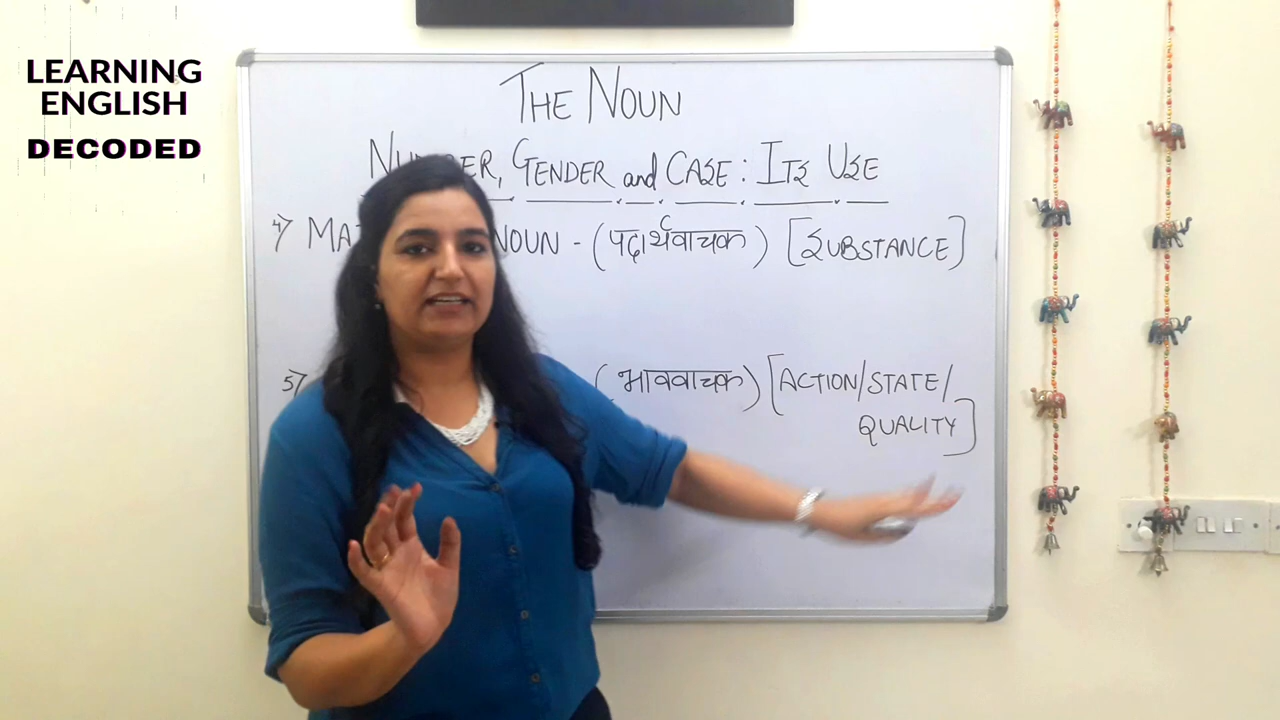 LEARNING
ENGLISH
DECODED
THE NOUN
GENDER and CASE: ITS USE
4) NOUN - (पदार्थवाचक) [SUBSTANCE]
5) (भाववाचक) [ACTION/STATE/
QUALITY]